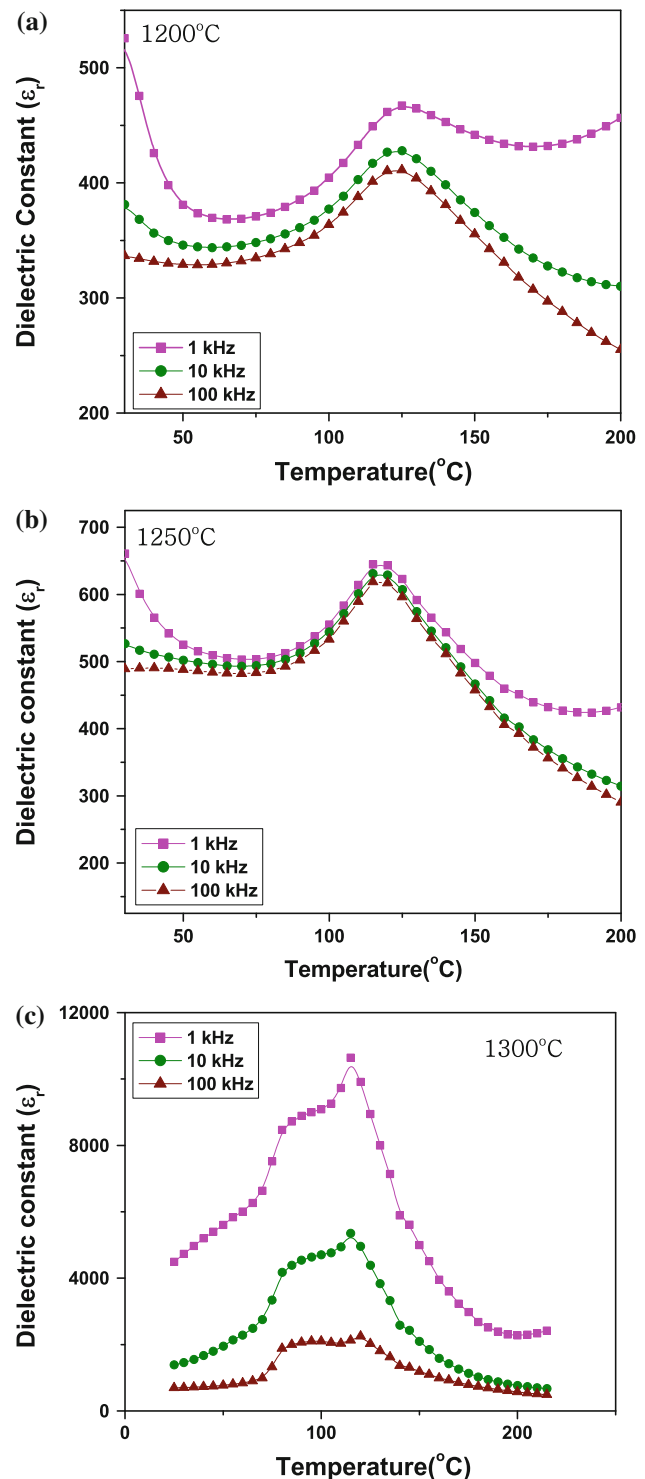 (a)
1200°C
500
400
300
200
Dielectric Constant (εr)
1 kHz
10 kHz
100 kHz
50 100 150 200
Temperature(°C)
(b)
1250°C
700
600
500
400
300
200
Dielectric constant (εr)
1 kHz
10 kHz
100 kHz
50 100 150 200
Temperature(°C)
(c)
1300°C
12000
8000
4000
0
Dielectric constant (εr)
1 kHz
10 kHz
100 kHz
0 100 200
Temperature(°C)